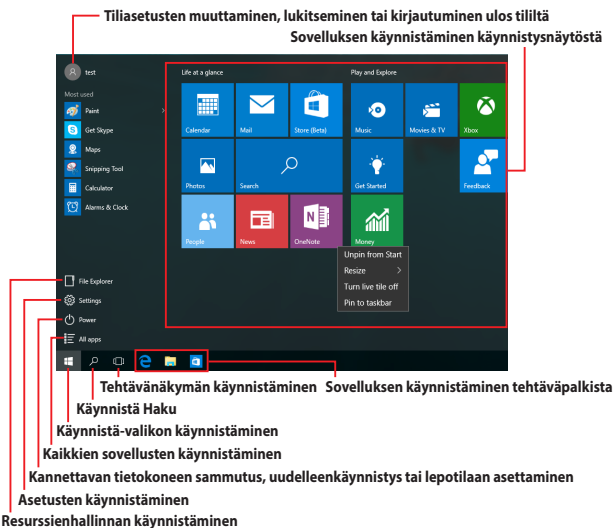 Tiliasetusten muuttaminen, lukitseminen tai kirjautuminen ulos tililtä
Sovelluksen käynnistäminen käynnistysnäytöstä
test
Most used
Paint
Get Skype
Maps
Snipping Tool
Calculator
Alarms & Clock
File Explorer
Settings
Power
All apps
Life at a glance
Play and Explore
Calendar
Mail
Store (Beta)
Music
Movies & TV
Xbox
Photos
Search
Get Started
Feedback
People
News
OneNote
Money
Unpin from Start
Resize
Turn live tile off
Pin to taskbar
Tehtävänäkymän käynnistäminen
Sovelluksen käynnistäminen tehtäväpalkista
Käynnistä Haku
Käynnistä-valikon käynnistäminen
Kaikkien sovellusten käynnistäminen
Kannettavan tietokoneen sammutus, uudelleenkäynnistys tai lepotilaan asettaminen
Asetusten käynnistäminen
Resurssienhallinnan käynnistäminen